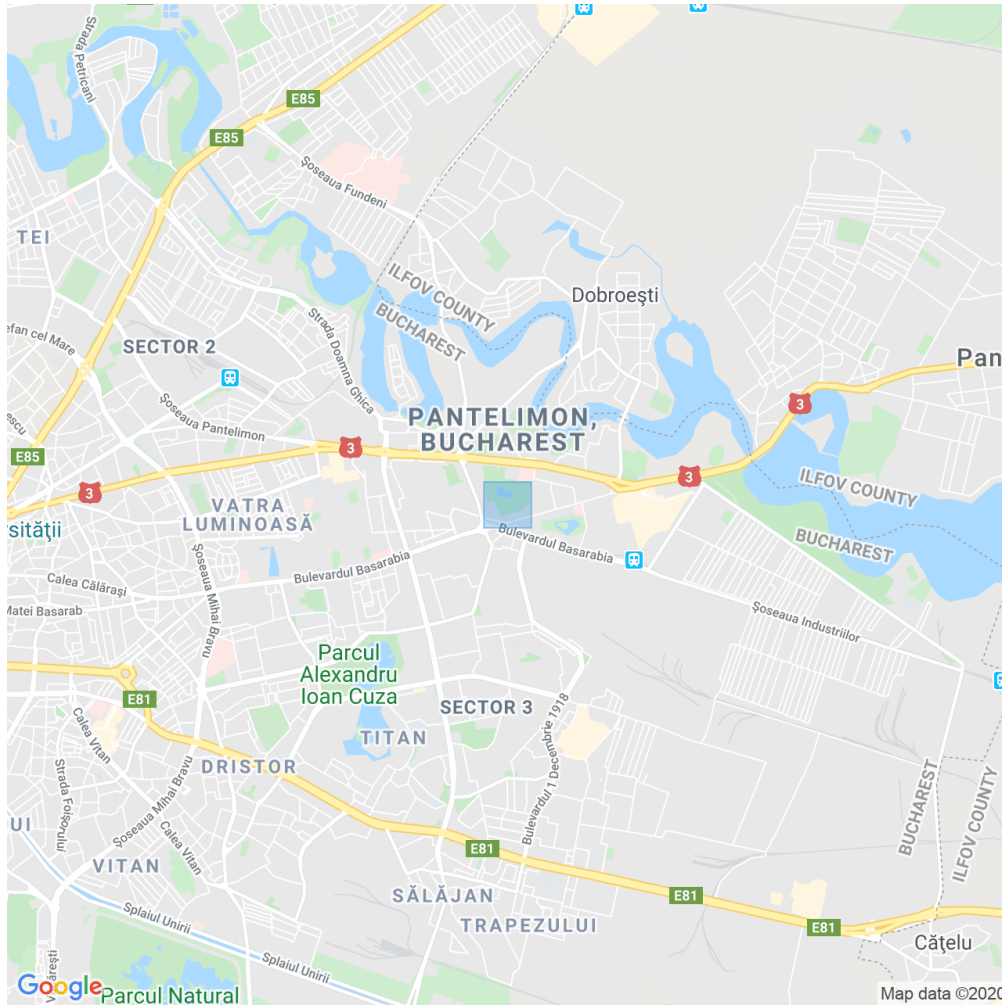 Strada Petricani
E85
E85
Șoseaua Fundeni
TEI
ILFOV COUNTY
BUCHAREST
Dobroești
Strada Doamna Ghica
SECTOR 2
Pan
3
Șoseaua Pantelimon
PANTELIMON,
BUCHAREST
E85
3
3
3
ILFOV COUNTY
BUCHAREST
VATRA
LUMINOASĂ
Bulevardul Basarabia
Bulevardul Basarabia
Calea Călărași
Matei Basarab
Șoseaua Mihai Bravu
Șoseaua Industriilor
Parcul
Alexandru
Ioan Cuza
E81
SECTOR 3
TITAN
Calea Vitan
DRISTOR
Bulevardul 1 Decembrie 1918
Strada Foișorului
Șoseaua Mihai Bravu
Calea Vitan
E81
VITAN
BUCHAREST
ILFOV COUNTY
SĂLĂJAN
E81
TRAPEZULUI
E81
Splaiul Unirii
Splaiul Unirii
Cățelu
Google
Parcul Natural
Map data ©2020